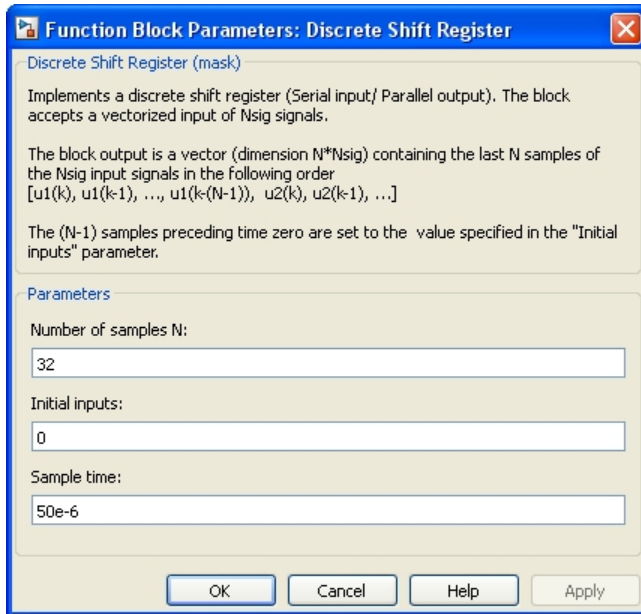 Function Block Parameters: Discrete Shift Register
Discrete Shift Register (mask)
Implements a discrete shift register (Serial input/ Parallel output). The block
accepts a vectorized input of Nsig signals.
The block output is a vector (dimension N*Nsig) containing the last N samples of
the Nsig input signals in the following order
[u1(k), u1(k-1), ..., u1(k-(N-1)), u2(k), u2(k-1), ...]
The (N-1) samples preceding time zero are set to the value specified in the "Initial
inputs" parameter.
Parameters
Number of samples N:
32
Initial inputs:
0
Sample time:
50e-6
OK Cancel Help Apply